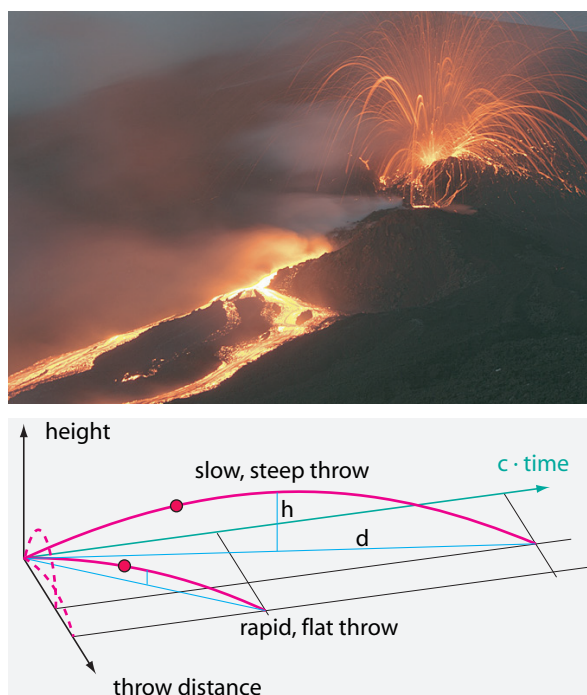 height
slow, steep throw
c · time
h
d
rapid, flat throw
throw distance